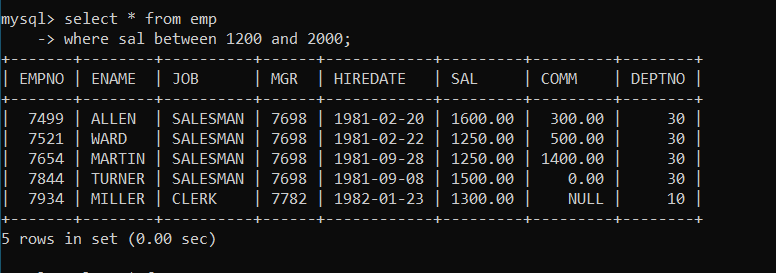 mysql> select * from emp
    -> where sal between 1200 and 2000;
+-------+--------+----------+------+------------+---------+---------+--------+
| EMPNO | ENAME  | JOB      | MGR  | HIREDATE   | SAL     | COMM    | DEPTNO |
+-------+--------+----------+------+------------+---------+---------+--------+
|  7499 | ALLEN  | SALESMAN | 7698 | 1981-02-20 | 1600.00 |  300.00 |     30 |
|  7521 | WARD   | SALESMAN | 7698 | 1981-02-22 | 1250.00 |  500.00 |     30 |
|  7654 | MARTIN | SALESMAN | 7698 | 1981-09-28 | 1250.00 | 1400.00 |     30 |
|  7844 | TURNER | SALESMAN | 7698 | 1981-09-08 | 1500.00 |    0.00 |     30 |
|  7934 | MILLER | CLERK    | 7782 | 1982-01-23 | 1300.00 |    NULL |     10 |
+-------+--------+----------+------+------------+---------+---------+--------+
5 rows in set (0.00 sec)